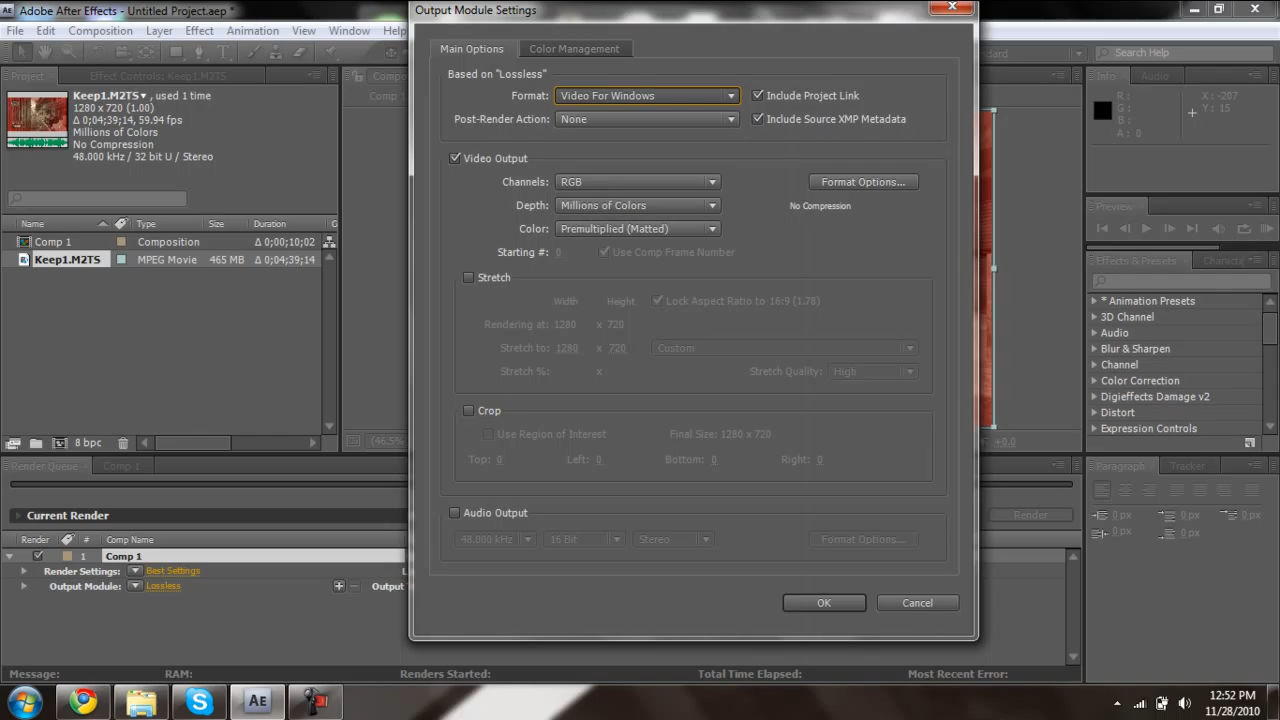 Adobe After Effects - Untitled Project.aep *
File Edit Composition Layer Effect Animation View Window Help
Search Help
Project
Effect Controls: Keep1.M2TS
Keep1.M2TS▾ , used 1 time
1280 x 720 (1.00)
Δ 0;04;39;14, 59.94 fps
Millions of Colors
No Compression
48.000 kHz / 32 bit U / Stereo
Name Type Size Duration
Comp 1 Composition Δ 0;00;10;02
Keep1.M2TS MPEG Movie 465 MB Δ 0;04;39;14
8 bpc
Output Module Settings
Main Options Color Management
Based on "Lossless"
Format: Video For Windows Include Project Link
Post-Render Action: None Include Source XMP Metadata
Video Output
Channels: RGB Format Options...
Depth: Millions of Colors No Compression
Color: Premultiplied (Matted)
Starting #: 0 Use Comp Frame Number
Stretch
Width Height Lock Aspect Ratio to 16:9 (1.78)
Rendering at: 1280 x 720
Stretch to: 1280 x 720 Custom
Stretch %: x Stretch Quality: High
Crop
Use Region of Interest Final Size: 1280 x 720
Top: 0 Left: 0 Bottom: 0 Right: 0
Audio Output
48.000 kHz 16 Bit Stereo Format Options...
OK Cancel
Info Audio
R : X : -207
G : Y : 15
B :
A : 0
Preview
Effects & Presets
* Animation Presets
3D Channel
Audio
Blur & Sharpen
Channel
Color Correction
Digieffects Damage v2
Distort
Expression Controls
Paragraph Tracker
0 px 0 px 0 px
0 px 0 px
+0.0
Render Queue Comp 1
Current Render
Render
Render # Comp Name
1 Comp 1
Render Settings: Best Settings
Output Module: Lossless
Message: RAM: Renders Started: Total Time Elapsed: Most Recent Error:
12:52 PM
11/28/2010